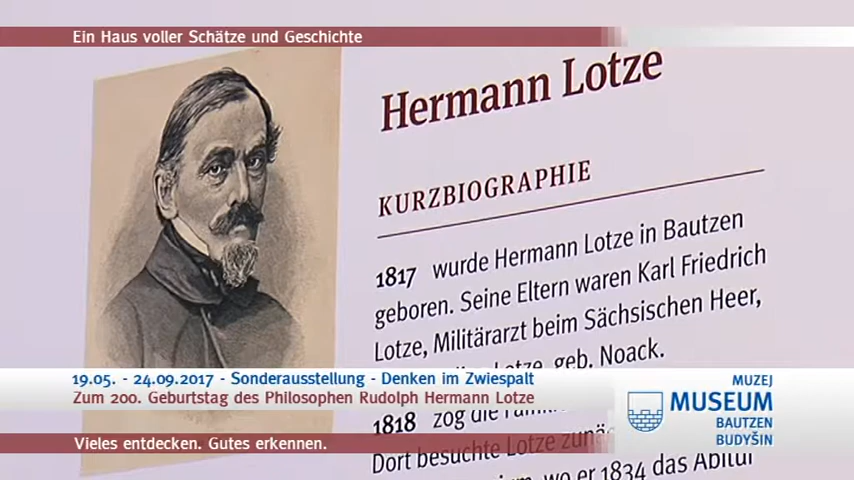 Ein Haus voller Schätze und Geschichte
Hermann Lotze
KURZBIOGRAPHIE
1817 wurde Hermann Lotze in Bautzen
geboren. Seine Eltern waren Karl Friedrich
Lotze, Militärarzt beim Sächsischen Heer,
Lotze, geb. Noack.
19.05. - 24.09.2017 - Sonderausstellung - Denken im Zwiespalt
Zum 200. Geburtstag des Philosophen Rudolph Hermann Lotze
MUZEJ
MUSEUM
BAUTZEN
BUDYŠIN
1818 zog die
Dort besuchte Lotze
Vieles entdecken. Gutes erkennen.
wo er 1834 das Abitur